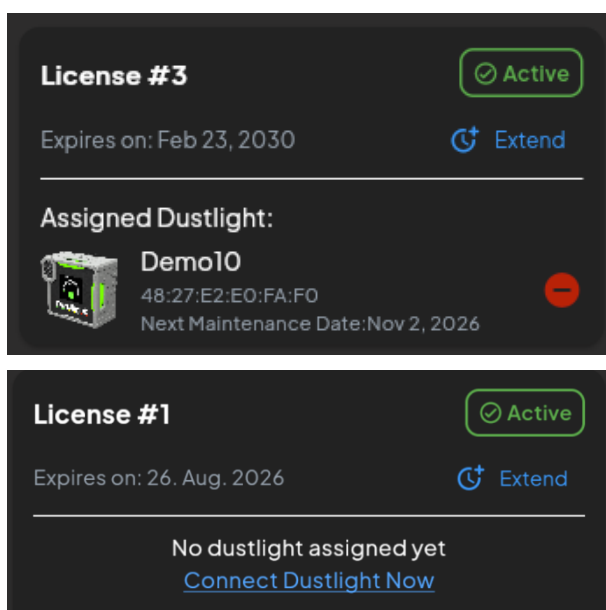 License #3
Active
Expires on: Feb 23, 2030
Extend
Assigned Dustlight:
Demo10
48:27:E2:E0:FA:F0
Next Maintenance Date:Nov 2, 2026
License #1
Active
Expires on: 26. Aug. 2026
Extend
No dustlight assigned yet
Connect Dustlight Now